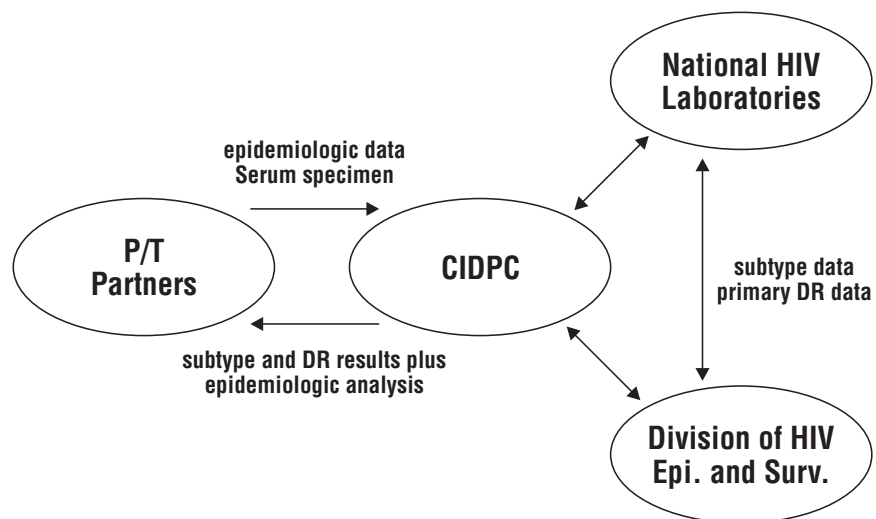 National HIV
Laboratories
epidemiologic data
Serum specimen
P/T
Partners
CIDPC
subtype data
primary DR data
subtype and DR results plus
epidemiologic analysis
Division of HIV
Epi. and Surv.